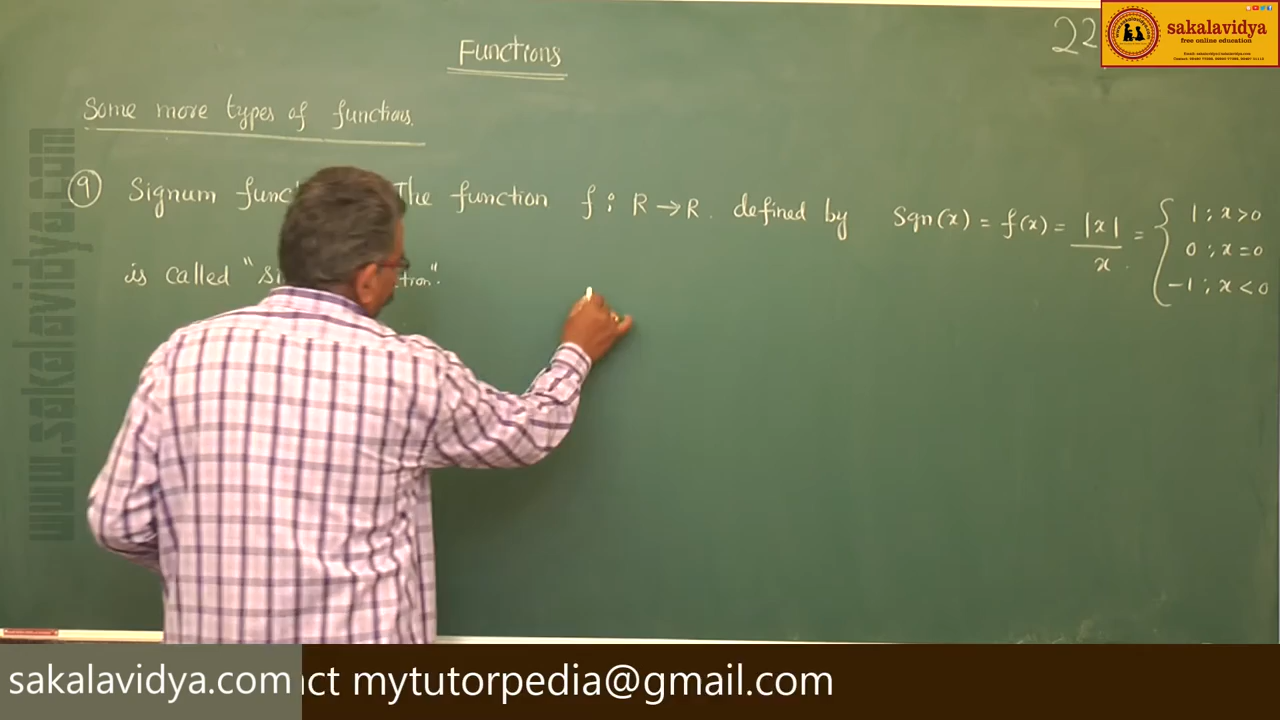 Functions
22
sakalavidya
free online education
Some more types of functions.
9 Signum func The function f : R → R. defined by Sgn(x) = f(x) = |x| / x = { 1 ; x > 0
0 ; x = 0
-1 ; x < 0
is called "Si ction".
www.sakalavidya.com
sakalavidya.com act mytutorpedia@gmail.com